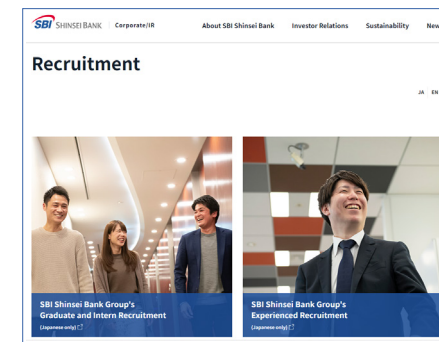 SBI SHINSEI BANK Corporate/IR About SBI Shinsei Bank Investor Relations Sustainability New
Recruitment
JA EN
SBI Shinsei Bank Group's
Graduate and Intern Recruitment
(Japanese only)
SBI Shinsei Bank Group's
Experienced Recruitment
(Japanese only)